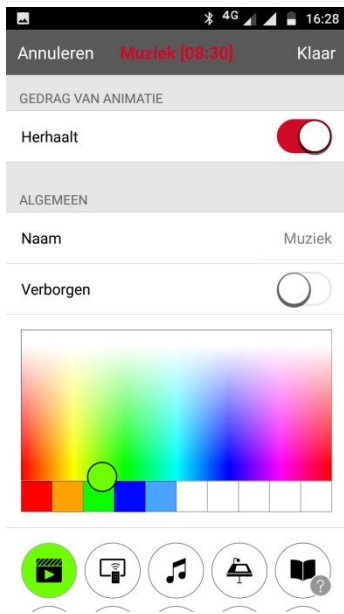 4G 16:28
Annuleren Muziek [08:30] Klaar
GEDRAG VAN ANIMATIE
Herhaalt
ALGEMEEN
Naam Muziek
Verborgen
?